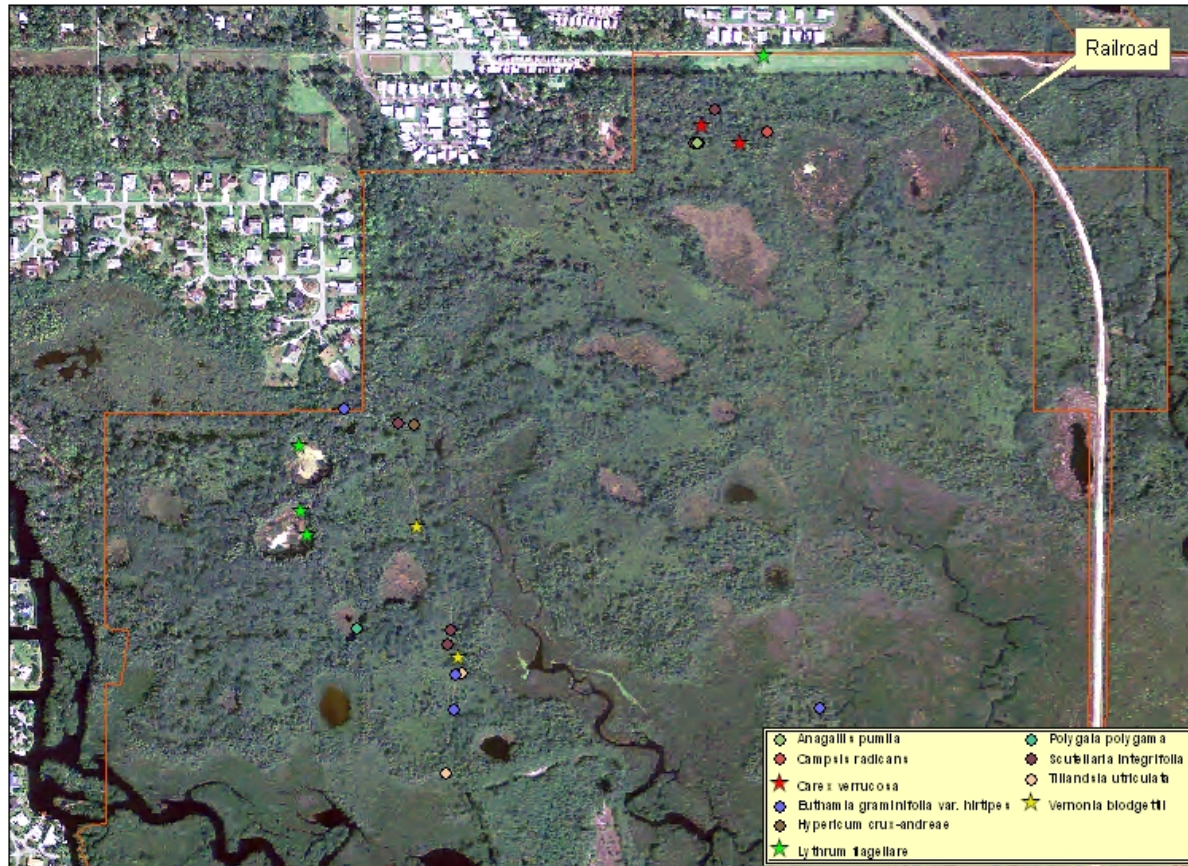 Railroad
Anagallis pumila
Campsis radicans
Carex verrucosa
Euthamia graminifolia var. hirtipes
Hypericum crux-andreae
Lythrum flagellare
Polygala polygama
Scutellaria integrifolia
Tillandsia utriculata
Vernonia blodgettii